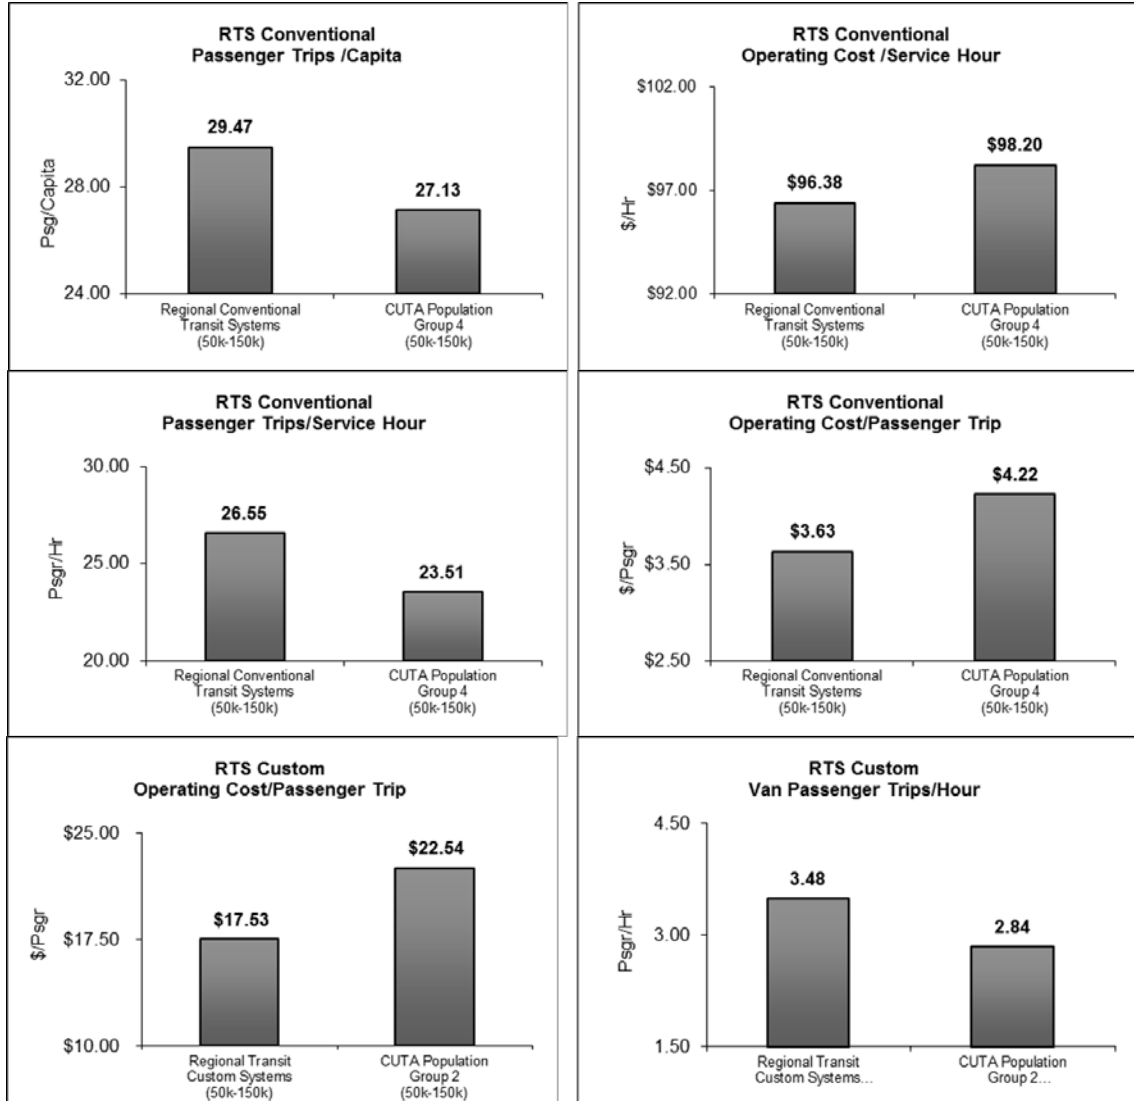 RTS Conventional
Passenger Trips /Capita
Psg/Capita
32.00
28.00
24.00
29.47
27.13
Regional Conventional
Transit Systems
(50k-150k)
CUTA Population
Group 4
(50k-150k)
RTS Conventional
Operating Cost /Service Hour
$/Hr
$102.00
$97.00
$92.00
$96.38
$98.20
Regional Conventional
Transit Systems
(50k-150k)
CUTA Population
Group 4
(50k-150k)
RTS Conventional
Passenger Trips/Service Hour
Psgr/Hr
30.00
25.00
20.00
26.55
23.51
Regional Conventional
Transit Systems
(50k-150k)
CUTA Population
Group 4
(50k-150k)
RTS Conventional
Operating Cost/Passenger Trip
$/Psgr
$4.50
$3.50
$2.50
$3.63
$4.22
Regional Conventional
Transit Systems
(50k-150k)
CUTA Population
Group 4
(50k-150k)
RTS Custom
Operating Cost/Passenger Trip
$/Psgr
$25.00
$17.50
$10.00
$17.53
$22.54
Regional Transit
Custom Systems
(50k-150k)
CUTA Population
Group 2
(50k-150k)
RTS Custom
Van Passenger Trips/Hour
Psgr/Hr
4.50
3.00
1.50
3.48
2.84
Regional Transit
Custom Systems...
CUTA Population
Group 2...